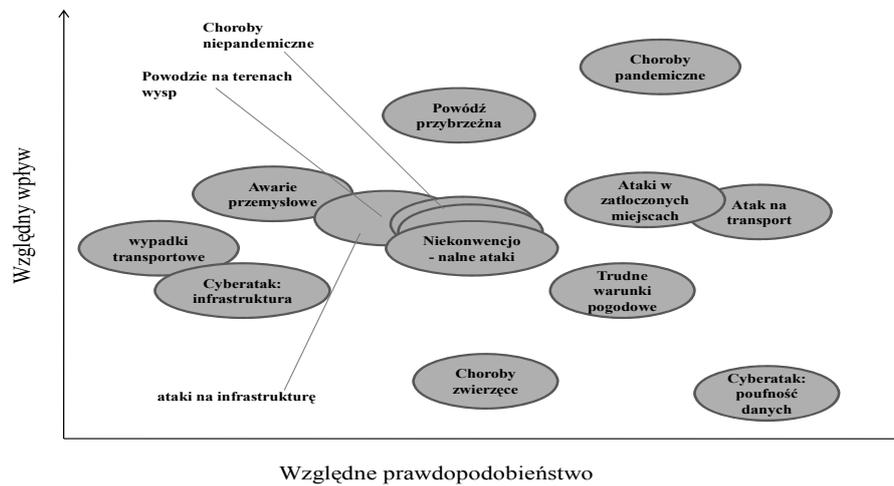 Choroby
niepandemiczne
Powodzie na terenach
wysp
Choroby
pandemiczne
Powódź
przybrzeżna
Awarie
przemysłowe
Ataki w
zatłoczonych
miejscach
Atak na
transport
wypadki
transportowe
Niekonwencjo
- nalne ataki
Cyberatak:
infrastruktura
Trudne
warunki
pogodowe
Choroby
zwierzęce
Cyberatak:
poufność
danych
ataki na infrastrukturę
Względny wpływ
Względne prawdopodobieństwo